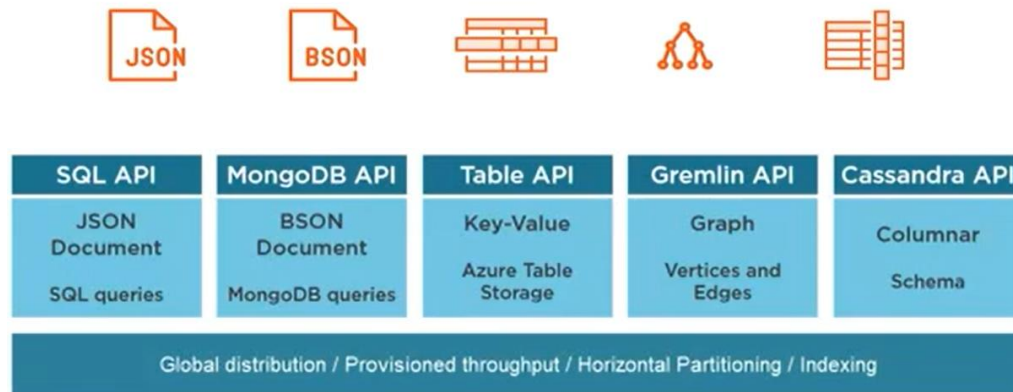 JSON
BSON
SQL API
JSON
Document
SQL queries
MongoDB API
BSON
Document
MongoDB queries
Table API
Key-Value
Azure Table
Storage
Gremlin API
Graph
Vertices and
Edges
Cassandra API
Columnar
Schema
Global distribution / Provisioned throughput / Horizontal Partitioning / Indexing